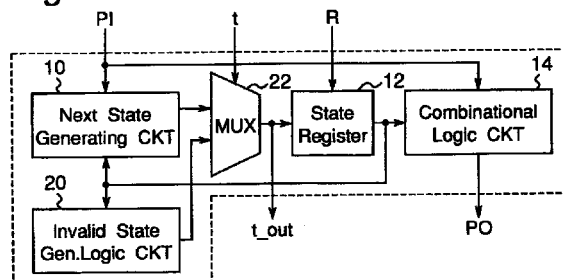 PI t R
10 22 12 14
Next State
Generating CKT
MUX
State
Register
Combinational
Logic CKT
20
Invalid State
Gen.Logic CKT
t_out
PO